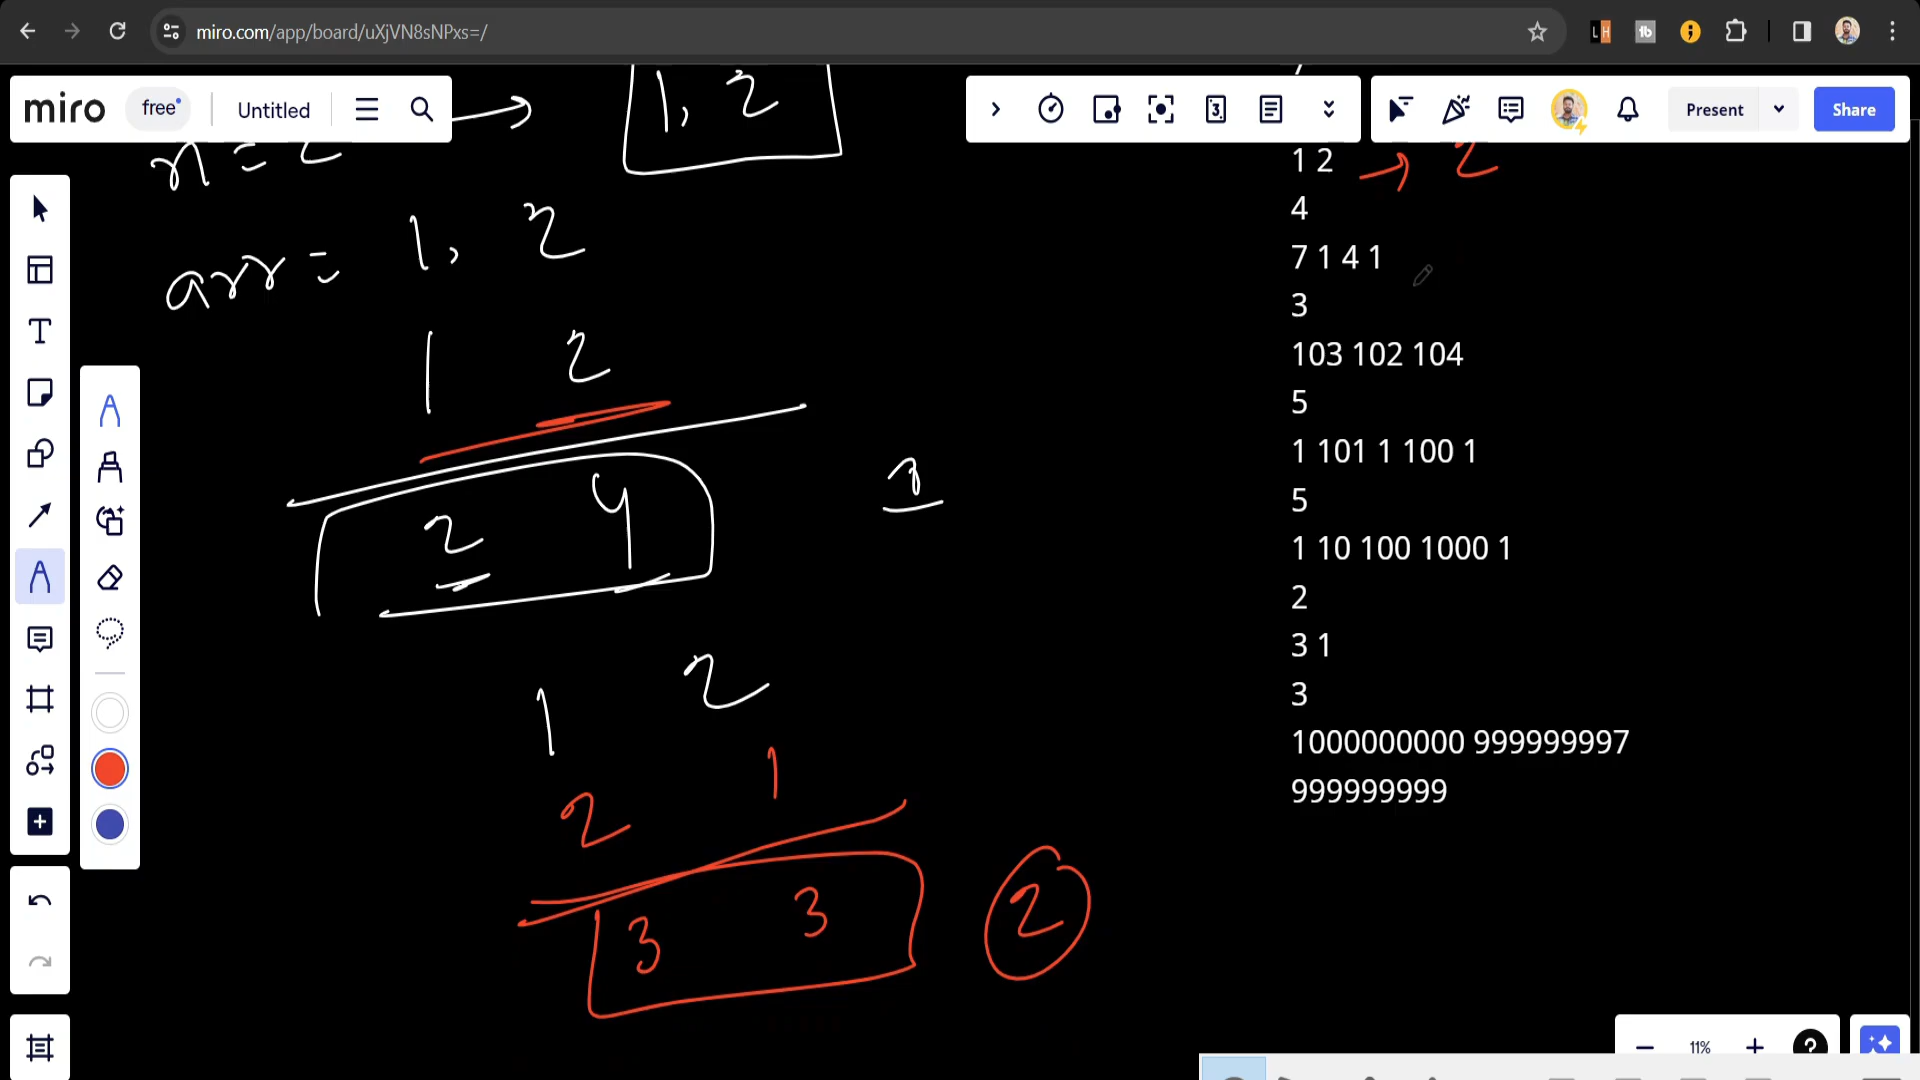 miro.com/app/board/uXjVN8sNPxs=/
miro free Untitled
3
Present
Share
1, 2
n = 2
arr = 1, 2
1 2
2 4
1 2
2 1
3 3
2
7
1 2 → 2
4
7 1 4 1
3
103 102 104
5
1 101 1 100 1
5
1 10 100 1000 1
2
3 1
3
1000000000 999999997
999999999
11%